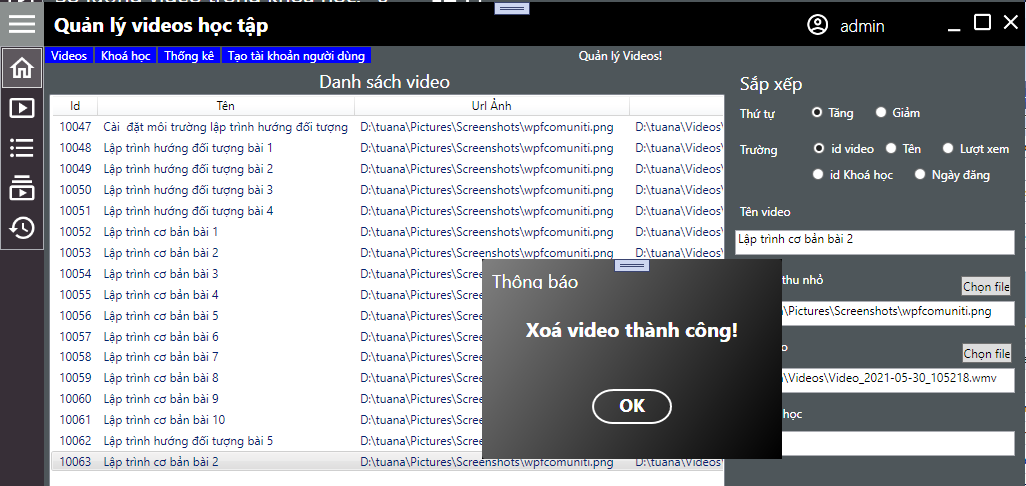 Quản lý videos học tập
admin
Videos Khoá học Thống kê Tạo tài khoản người dùng
Quản lý Videos!
Danh sách video
Id Tên Url Ảnh
10047 Cài đặt môi trường lập trình hướng đối tượng D:\tuana\Pictures\Screenshots\wpfcomuniti.png D:\tuana\Videos\
10048 Lập trình hướng đối tượng bài 1 D:\tuana\Pictures\Screenshots\wpfcomuniti.png D:\tuana\Videos\
10049 Lập trình hướng đối tượng bài 2 D:\tuana\Pictures\Screenshots\wpfcomuniti.png D:\tuana\Videos\
10050 Lập trình hướng đối tượng bài 3 D:\tuana\Pictures\Screenshots\wpfcomuniti.png D:\tuana\Videos\
10051 Lập trình hướng đối tượng bài 4 D:\tuana\Pictures\Screenshots\wpfcomuniti.png D:\tuana\Videos\
10052 Lập trình cơ bản bài 1 D:\tuana\Pictures\Screenshots\wpfcomuniti.png D:\tuana\Videos\
10053 Lập trình cơ bản bài 2 D:\tuana\Pictures\Screenshots\wpfcomuniti.png D:\tuana\Videos\
10054 Lập trình cơ bản bài 3 D:\tuana\Pictures\
10055 Lập trình cơ bản bài 4 D:\tuana\Pictures\
10056 Lập trình cơ bản bài 5 D:\tuana\Pictures\
10057 Lập trình cơ bản bài 6 D:\tuana\Pictures\
10058 Lập trình cơ bản bài 7 D:\tuana\Pictures\
10059 Lập trình cơ bản bài 8 D:\tuana\Pictures\
10060 Lập trình cơ bản bài 9 D:\tuana\Pictures\
10061 Lập trình cơ bản bài 10 D:\tuana\Pictures\
10062 Lập trình hướng đối tượng bài 5 D:\tuana\Pictures\
10063 Lập trình cơ bản bài 2 D:\tuana\Pictures\Screenshots\wpfcomuniti.png D:\tuana\Videos\
Thông báo
Xoá video thành công!
OK
Sắp xếp
Thứ tự Tăng Giảm
Trường id video Tên Lượt xem
id Khoá học Ngày đăng
Tên video
Lập trình cơ bản bài 2
thu nhỏ
Chọn file
\Pictures\Screenshots\wpfcomuniti.png
Chọn file
\Videos\Video_2021-05-30_105218.wmv
học